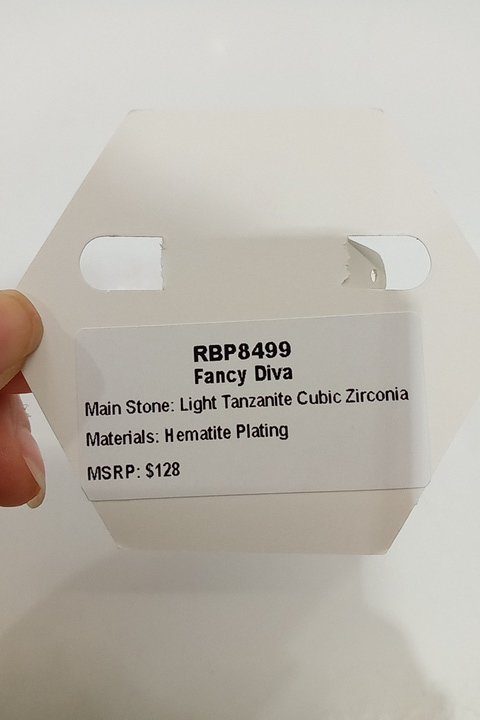 RBP8499
Fancy Diva
Main Stone: Light Tanzanite Cubic Zirconia
Materials: Hematite Plating
MSRP: $128